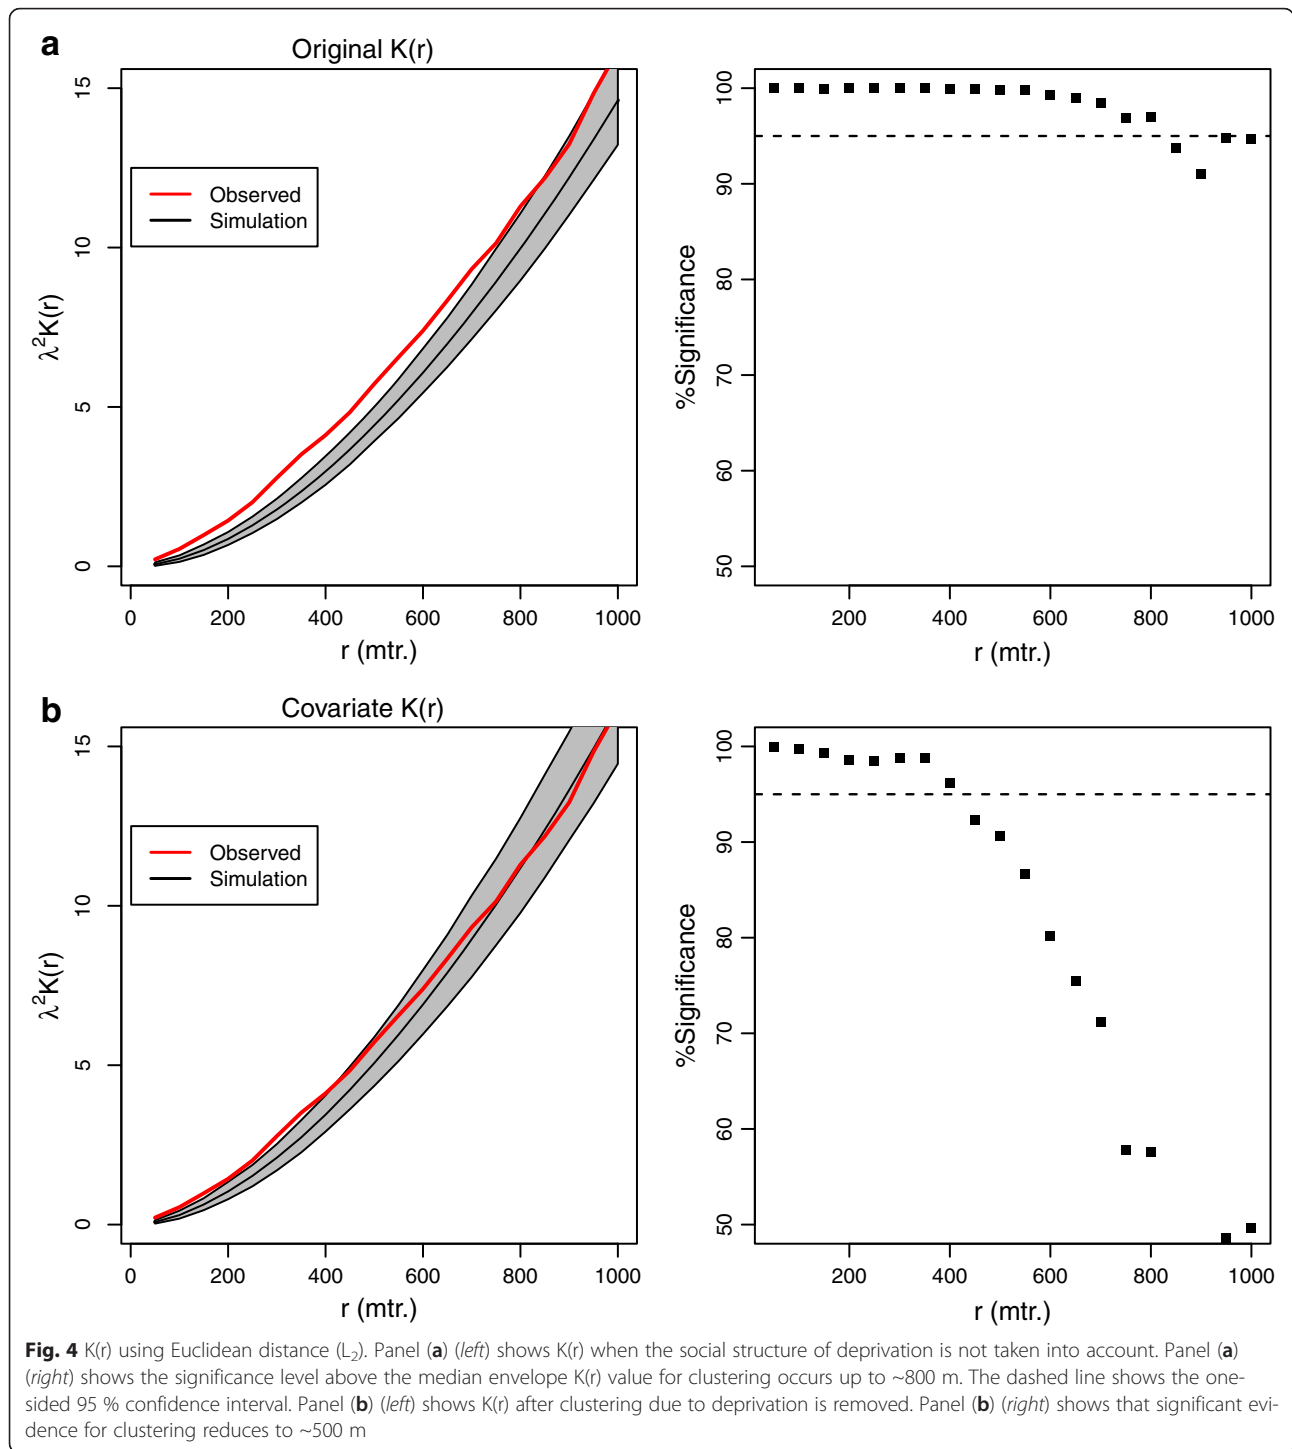 a
Original K(r)
15
10
5
0
λ²K(r)
Observed
Simulation
0 200 400 600 800 1000
r (mtr.)
100
90
80
70
60
50
%Significance
200 400 600 800 1000
r (mtr.)
b
Covariate K(r)
15
10
5
0
λ²K(r)
Observed
Simulation
0 200 400 600 800 1000
r (mtr.)
100
90
80
70
60
50
%Significance
200 400 600 800 1000
r (mtr.)
Fig. 4 K(r) using Euclidean distance (L₂). Panel (a) (left) shows K(r) when the social structure of deprivation is not taken into account. Panel (a)
(right) shows the significance level above the median envelope K(r) value for clustering occurs up to ~800 m. The dashed line shows the one-
sided 95 % confidence interval. Panel (b) (left) shows K(r) after clustering due to deprivation is removed. Panel (b) (right) shows that significant evi-
dence for clustering reduces to ~500 m